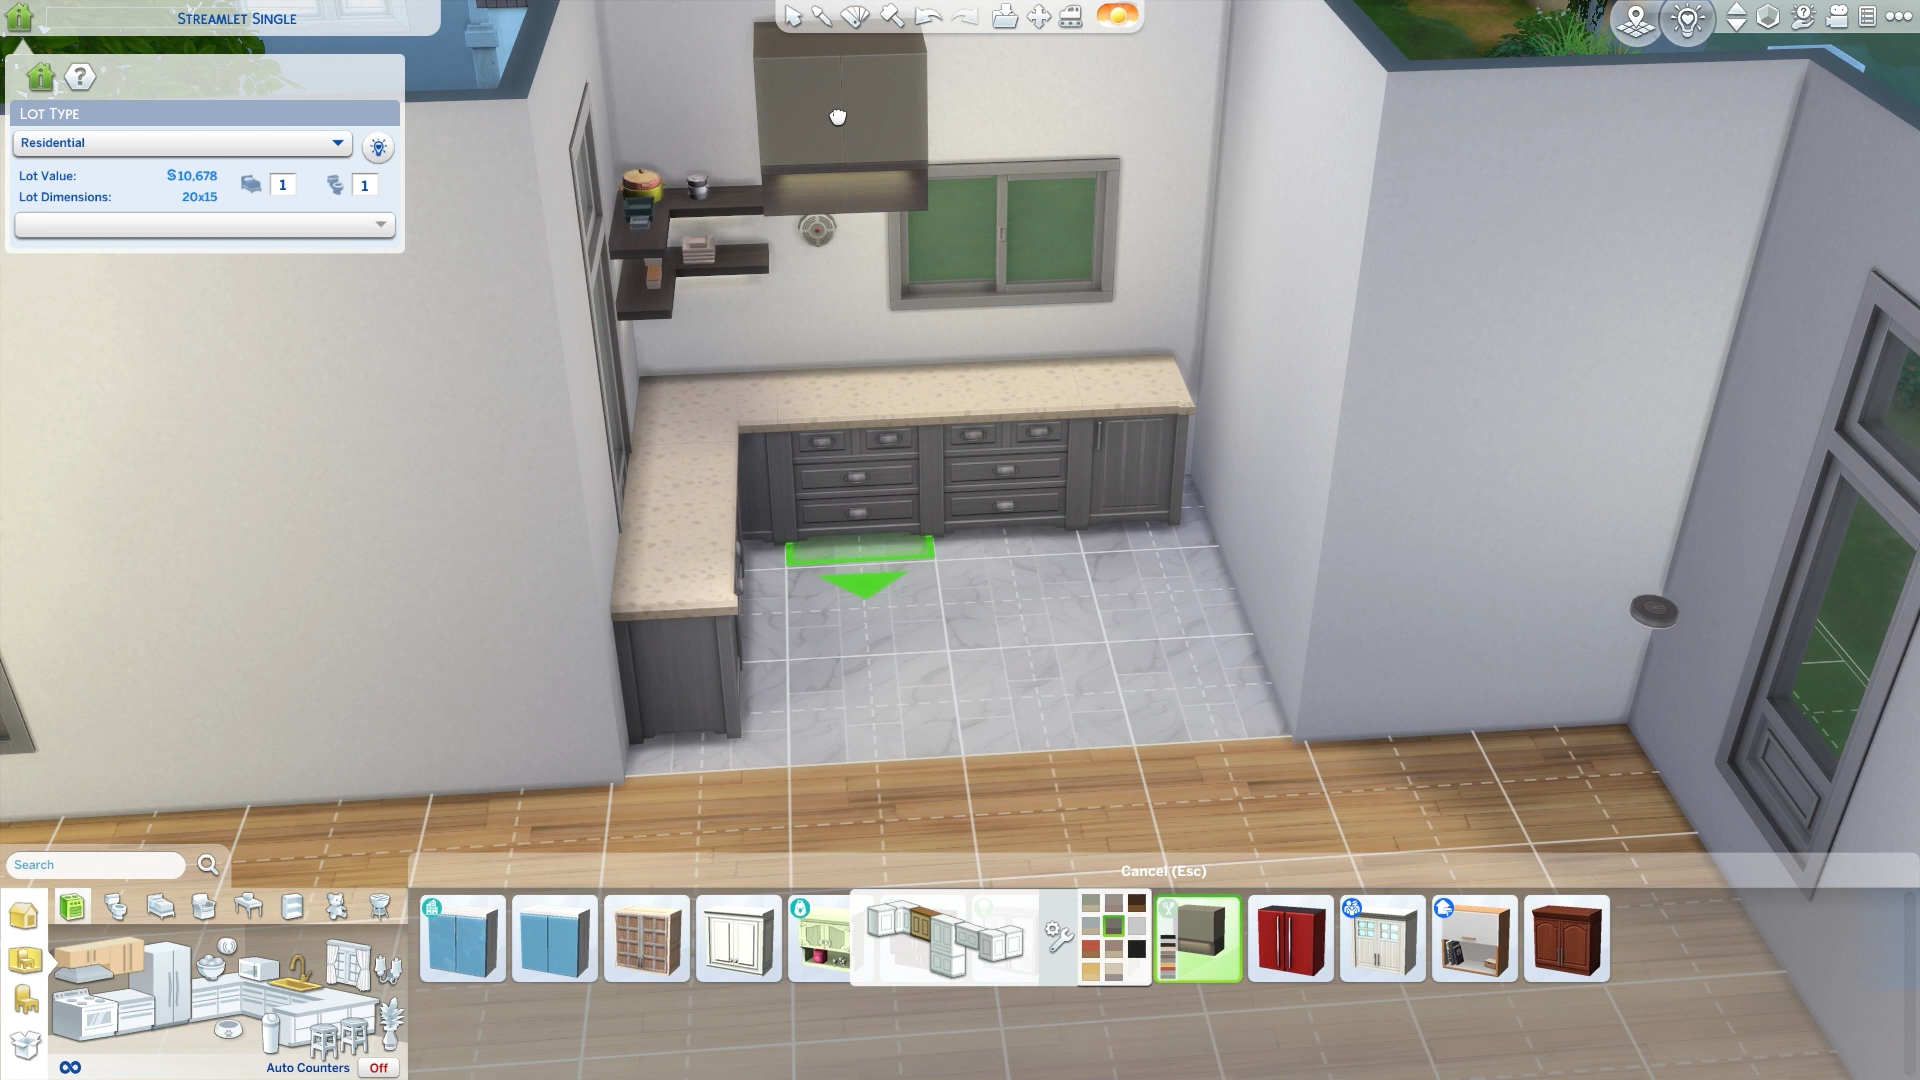 STREAMLET SINGLE
?
LOT TYPE
Residential
Lot Value: §10,678
1
1
Lot Dimensions: 20x15
Cancel (Esc)
Search
Auto Counters Off